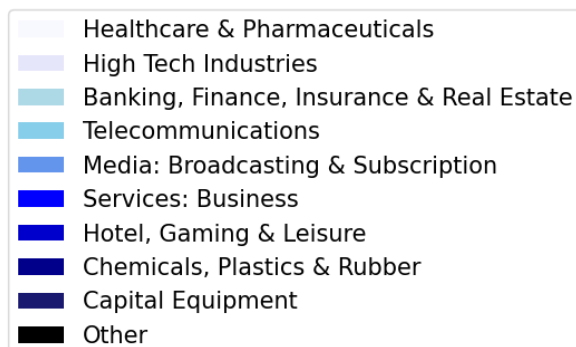 Healthcare & Pharmaceuticals
High Tech Industries
Banking, Finance, Insurance & Real Estate
Telecommunications
Media: Broadcasting & Subscription
Services: Business
Hotel, Gaming & Leisure
Chemicals, Plastics & Rubber
Capital Equipment
Other